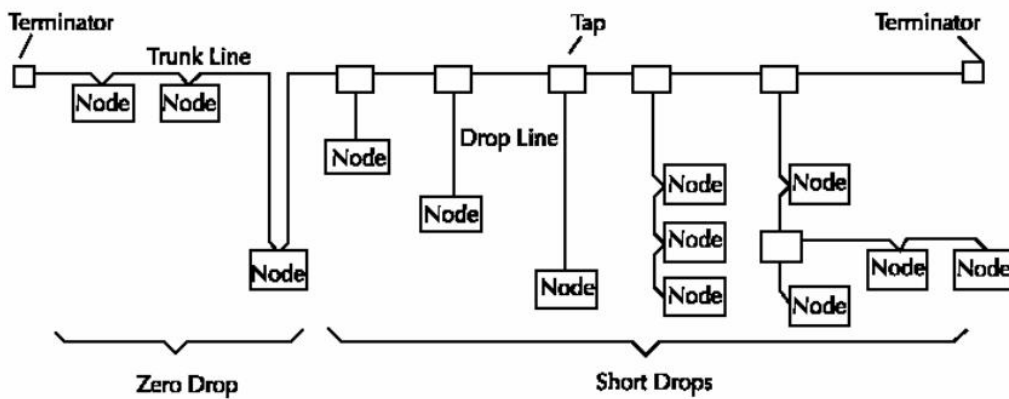 Terminator
Tap
Terminator
Trunk Line
Node
Node
Drop Line
Node
Node
Node
Node
Node
Node
Node
Node
Node
Node
Node
Node
Zero Drop
Short Drops